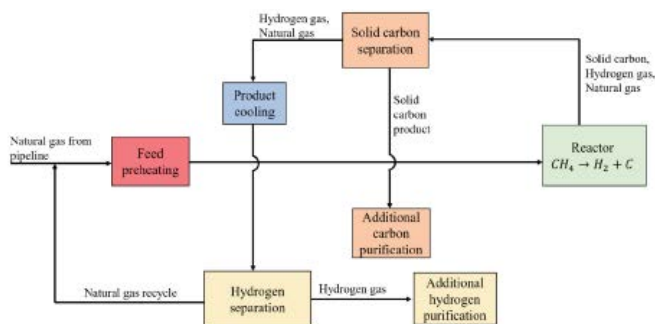 Hydrogen gas,
Natural gas
Solid carbon
separation
Solid carbon,
Hydrogen gas,
Natural gas
Product
cooling
Solid
carbon
product
Natural gas from
pipeline
Feed
preheating
Reactor
CH₄ → H₂ + C
Additional
carbon
purification
Natural gas recycle
Hydrogen
separation
Hydrogen gas
Additional
hydrogen
purification